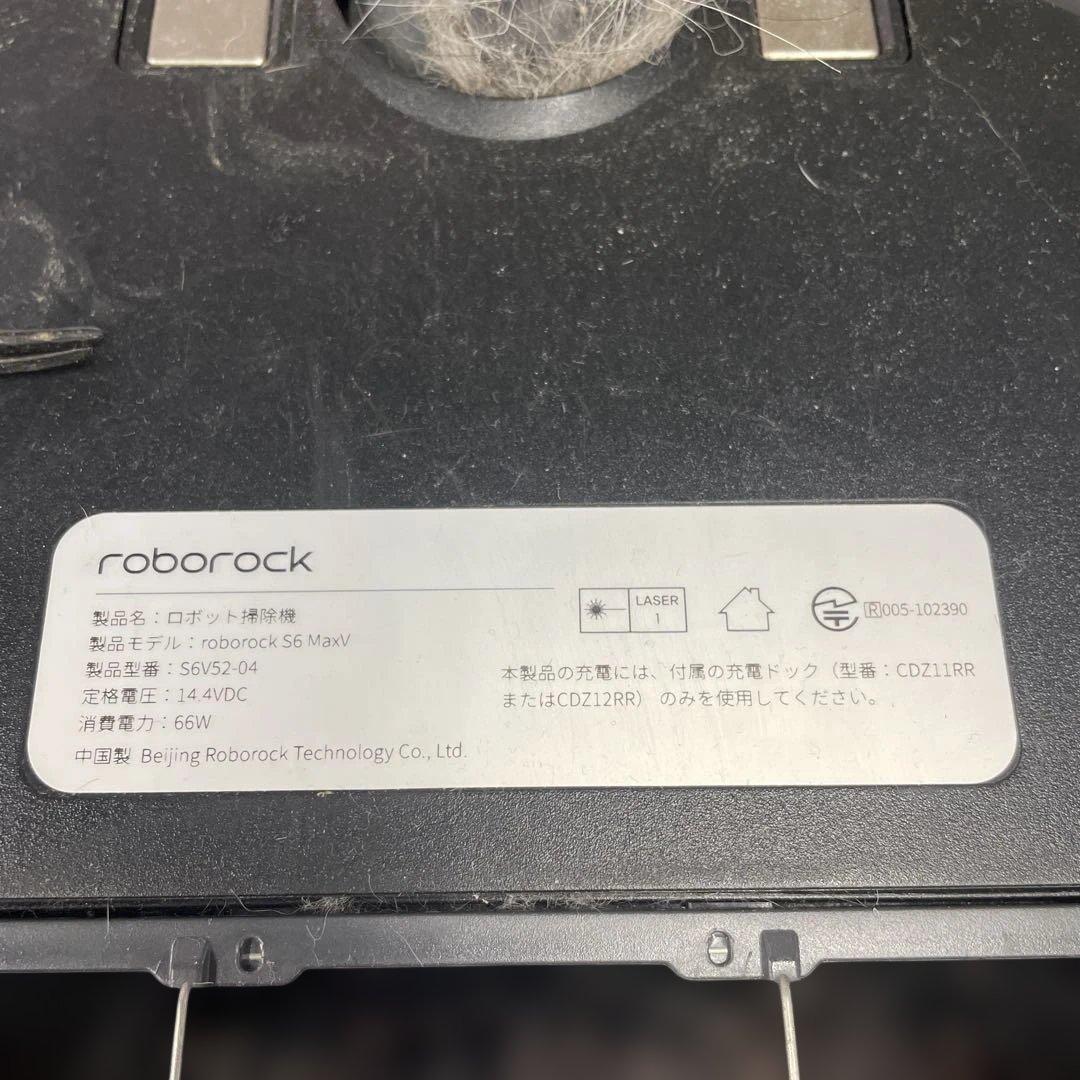 roborock
製品名：ロボット掃除機
製品モデル：roborock S6 MaxV
製品型番：S6V52-04
定格電圧：14.4VDC
消費電力：66W
中国製 Beijing Roborock Technology Co., Ltd.
LASER
1
R 005-102390
本製品の充電には、付属の充電ドック（型番：CDZ11RR
またはCDZ12RR）のみを使用してください。